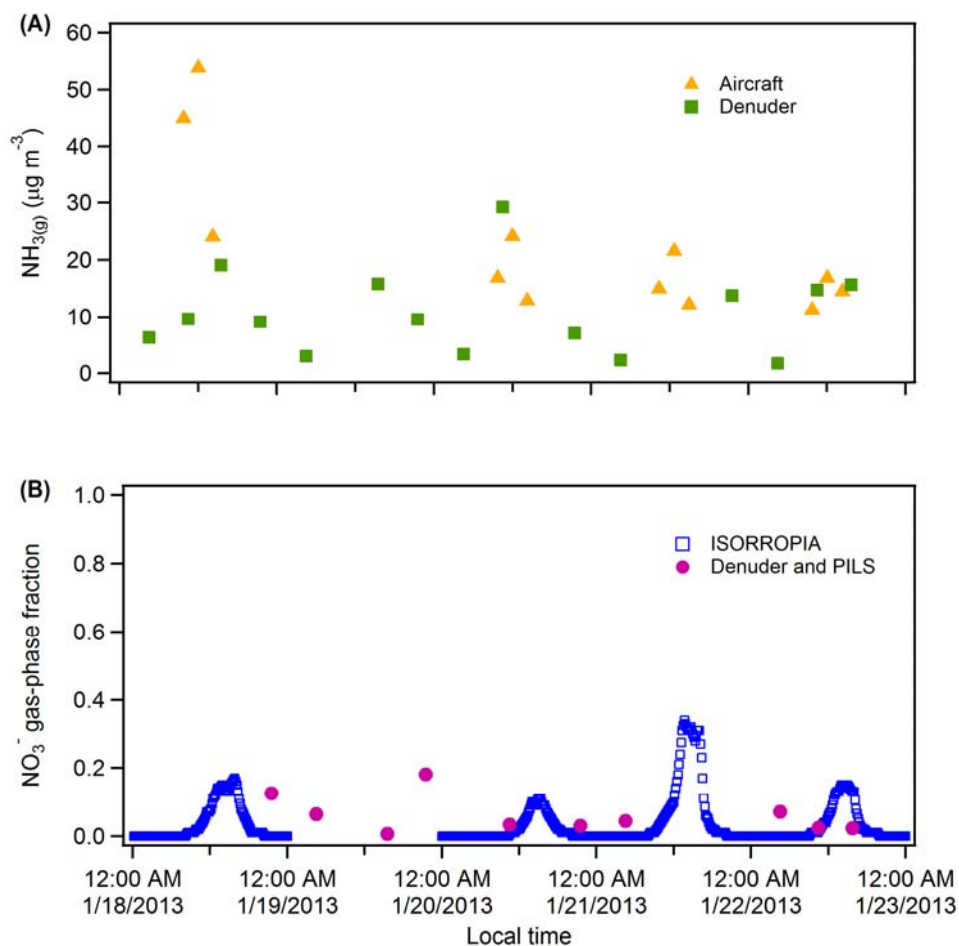 (A)
60
50
40
30
20
10
0
NH3(g) (µg m-3)
Aircraft
Denuder
(B)
1.0
0.8
0.6
0.4
0.2
0.0
NO3- gas-phase fraction
ISORROPIA
Denuder and PILS
12:00 AM 12:00 AM 12:00 AM 12:00 AM 12:00 AM 12:00 AM
1/18/2013 1/19/2013 1/20/2013 1/21/2013 1/22/2013 1/23/2013
Local time